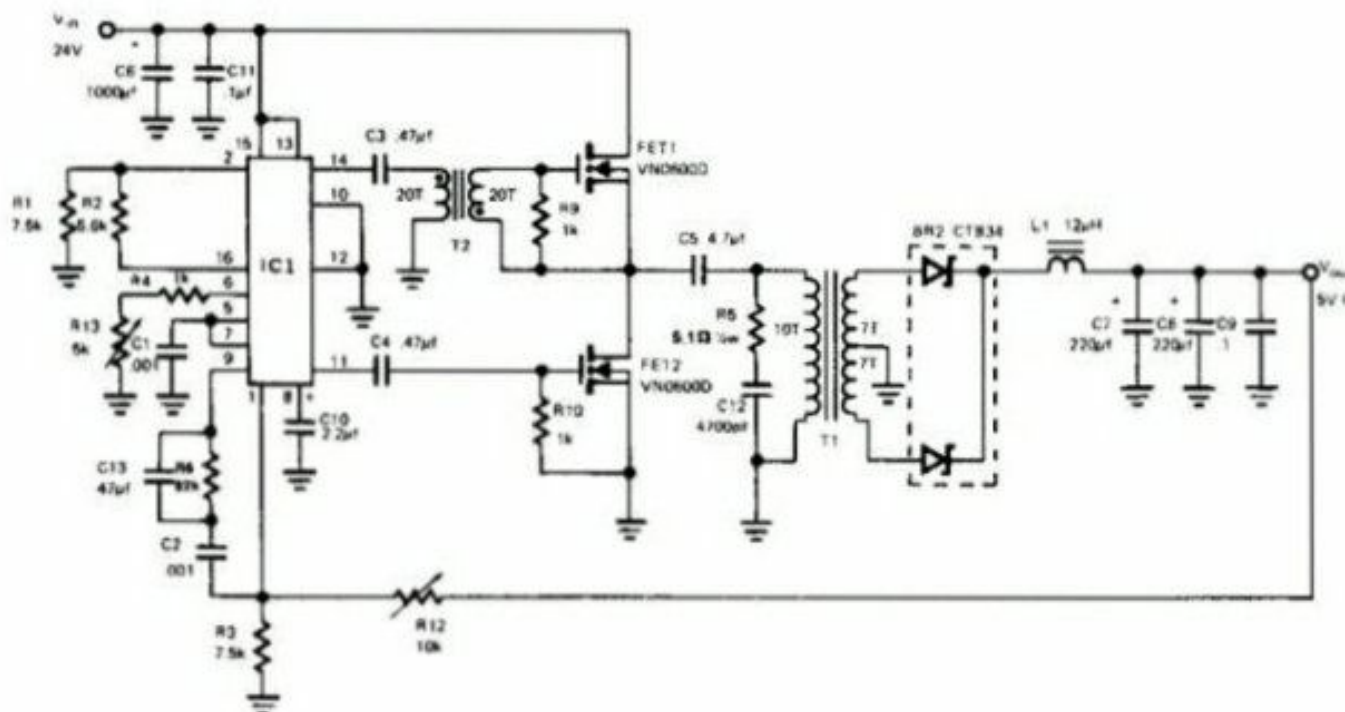 Vin
24V
C6
1000µf
C11
.1µf
15
13
2
14
C3 .47µf
FET1
VN0600D
R1
7.5k
R2
10
20T
20T
R9
1k
T2
16
IC1
12
C5 4.7µf
BR2 CTB34
L1 12µH
R4
1k
6
5
R13
5k
C1
.001
7
9
11
C4 .47µf
VN0600D
R5
5.1Ω
10T
7T
7T
C7
220µf
C8
220µf
C9
.1
1
8
C10
2.2µf
R10
1k
C12
4700pf
T1
C13
47µf
R6
C2
.001
R3
7.5k
R12
10k